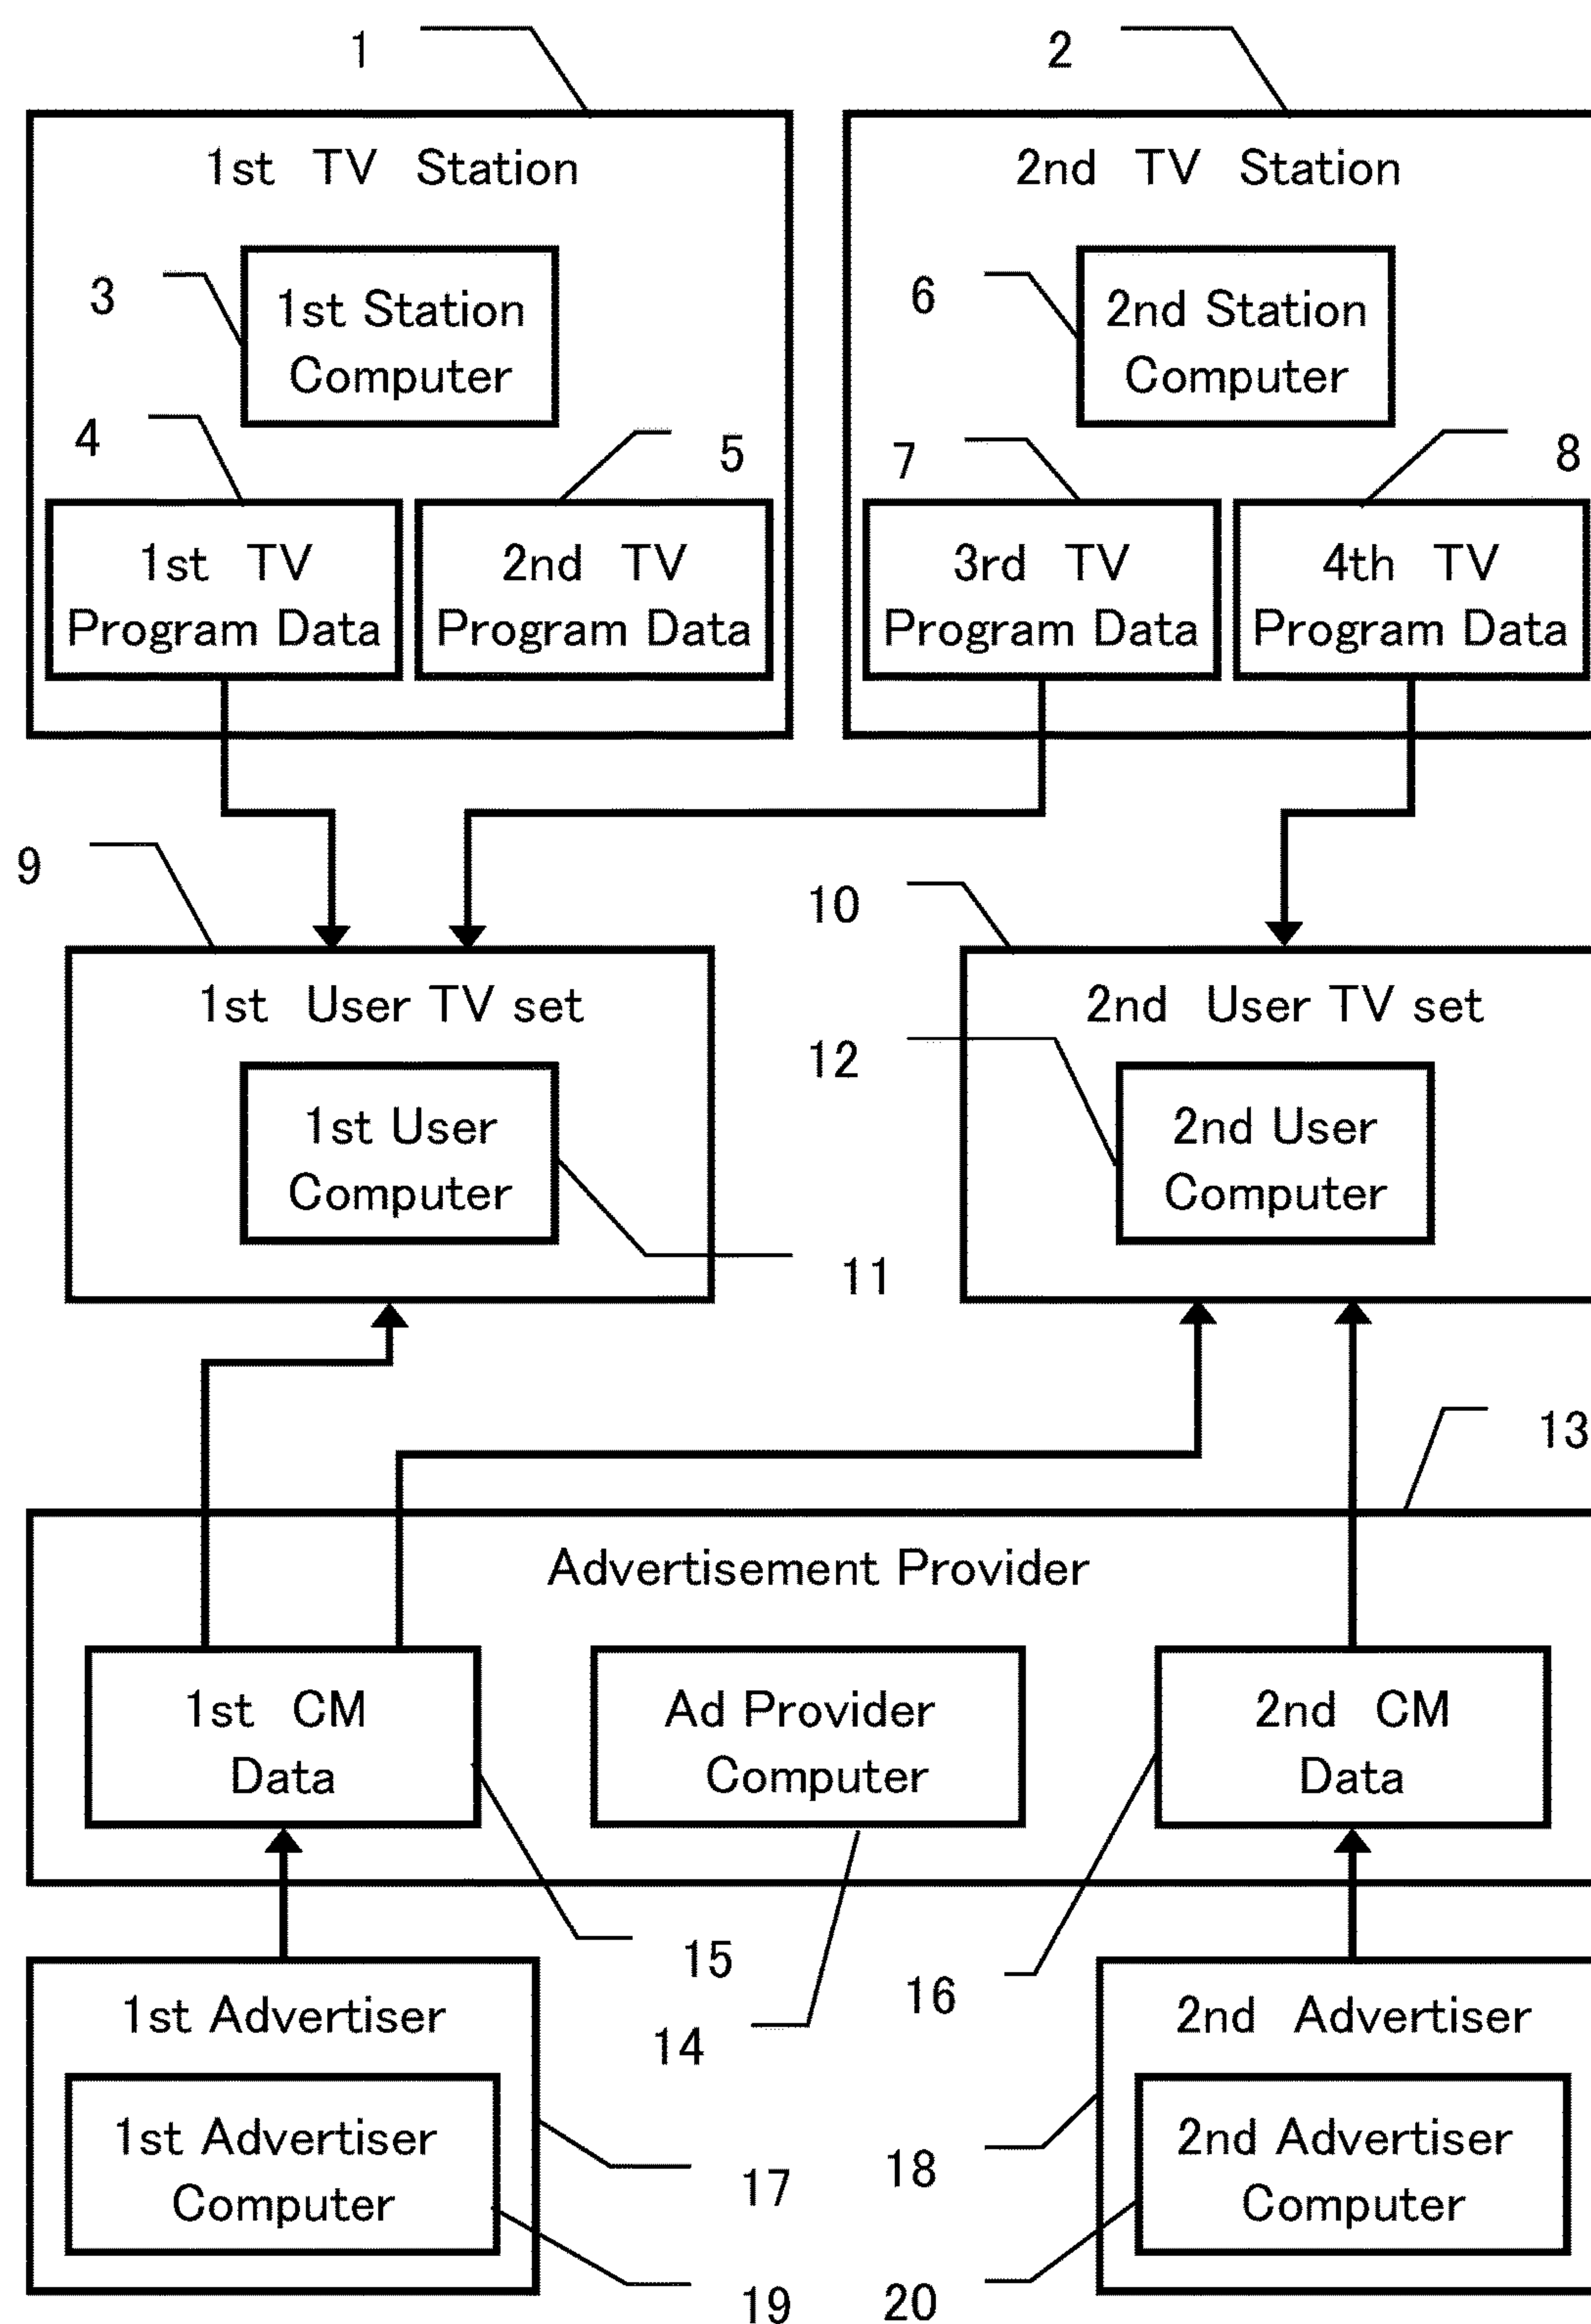 1
2
1st TV Station
2nd TV Station
3
1st Station
Computer
6
2nd Station
Computer
4
5
7
8
1st TV
Program Data
2nd TV
Program Data
3rd TV
Program Data
4th TV
Program Data
9
10
1st User TV set
2nd User TV set
12
1st User
Computer
2nd User
Computer
11
13
Advertisement Provider
1st CM
Data
Ad Provider
Computer
2nd CM
Data
15
16
14
1st Advertiser
2nd Advertiser
1st Advertiser
Computer
17
18
2nd Advertiser
Computer
19
20